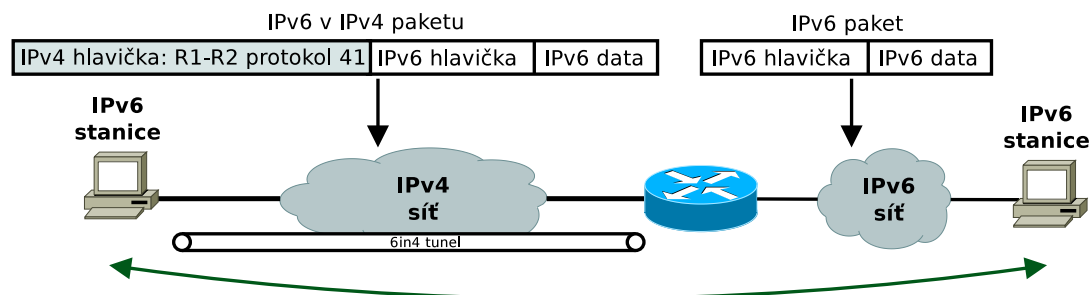 IPv6 v IPv4 paketu
IPv6 paket
IPv4 hlavička: R1-R2 protokol 41 IPv6 hlavička IPv6 data
IPv6 hlavička IPv6 data
IPv6
stanice
IPv6
stanice
IPv4
síť
IPv6
síť
6in4 tunel